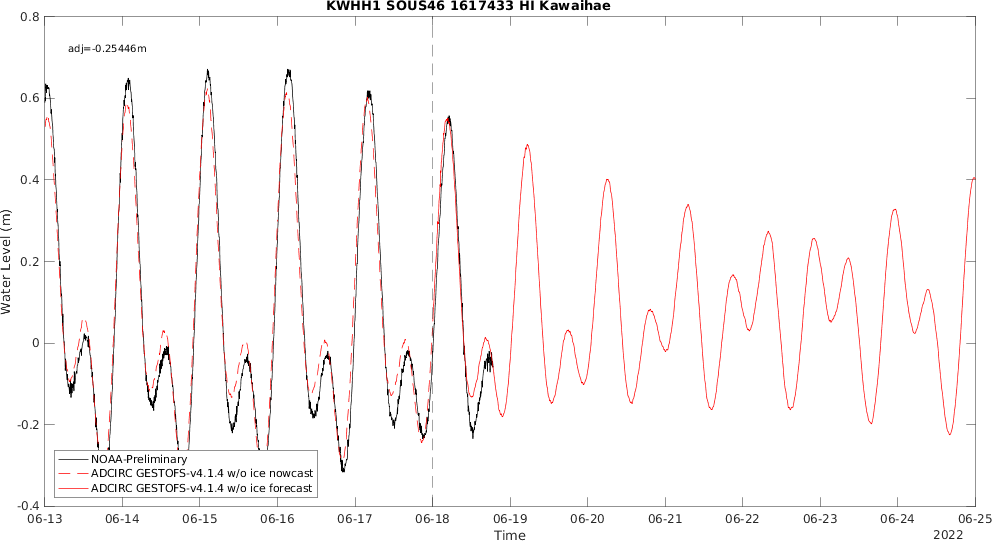 KWHH1 SOUS46 1617433 HI Kawaihae
adj=-0.25446m
Water Level (m)
0.8
0.6
0.4
0.2
0
-0.2
-0.4
NOAA-Preliminary
ADCIRC GESTOFS-v4.1.4 w/o ice nowcast
ADCIRC GESTOFS-v4.1.4 w/o ice forecast
06-13 06-14 06-15 06-16 06-17 06-18 06-19 06-20 06-21 06-22 06-23 06-24 06-25
Time
2022